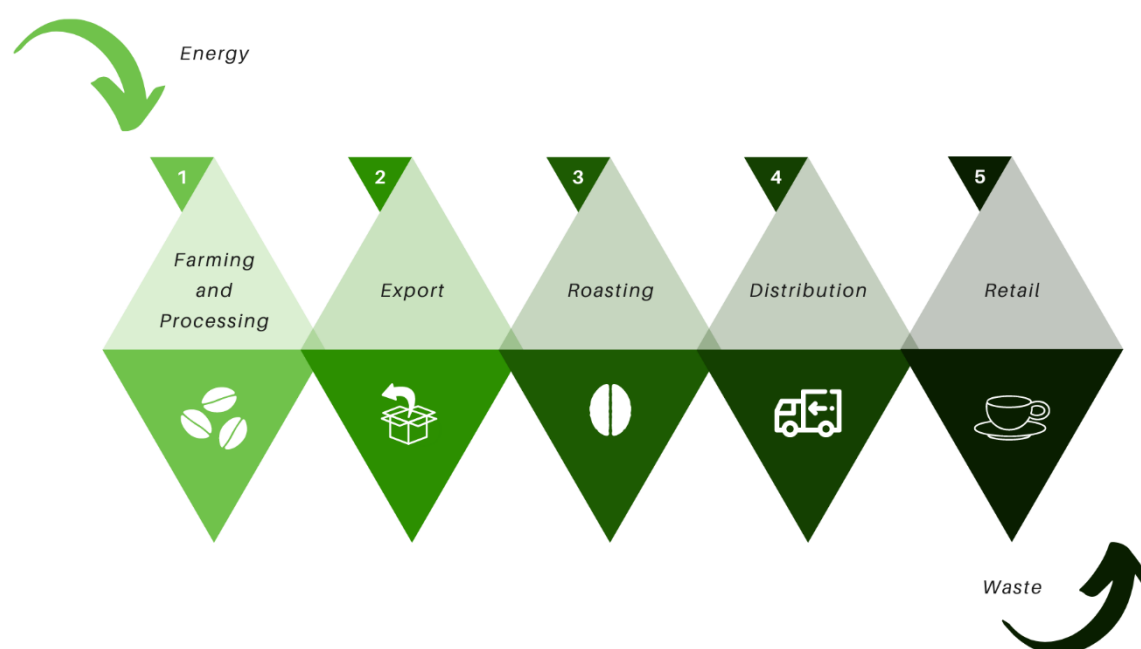 Energy
1
2
3
4
5
Farming
and
Processing
Export
Roasting
Distribution
Retail
Waste